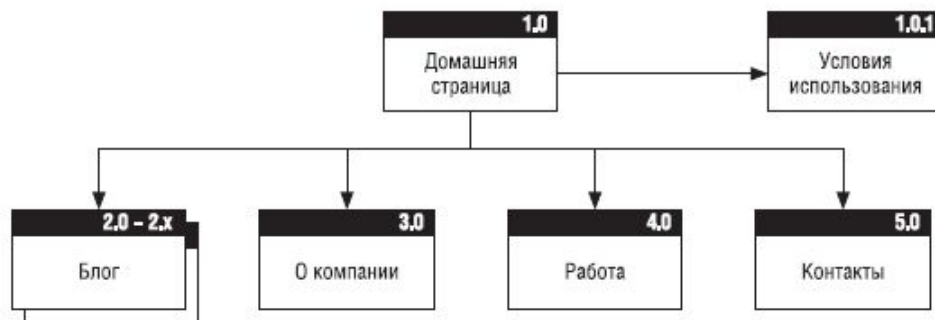 1.0
Домашняя
страница
1.0.1
Условия
использования
2.0 – 2.x
Блог
3.0
О компании
4.0
Работа
5.0
Контакты